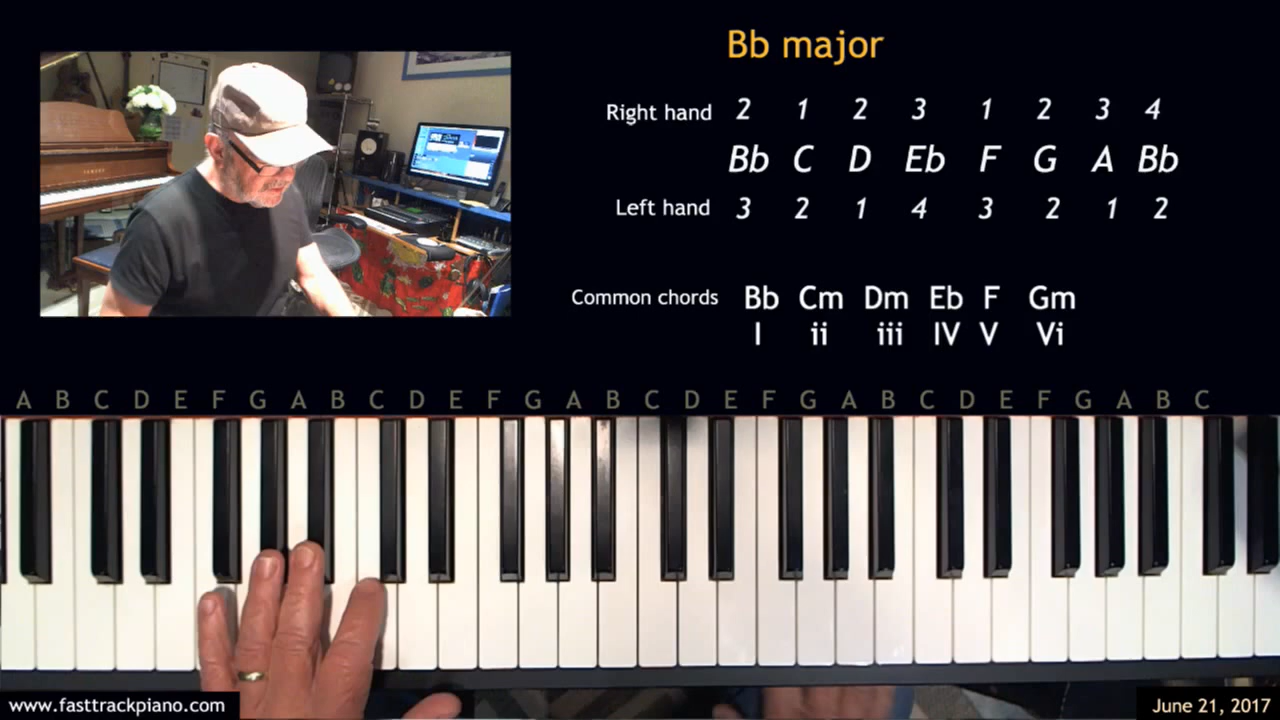 Bb major
Right hand 2 1 2 3 1 2 3 4
Bb C D Eb F G A Bb
Left hand 3 2 1 4 3 2 1 2
Common chords Bb Cm Dm Eb F Gm
I ii iii IV V Vi
A B C D E F G A B C D E F G A B C D E F G A B C D E F G A B C
www.fasttrackpiano.com
June 21, 2017